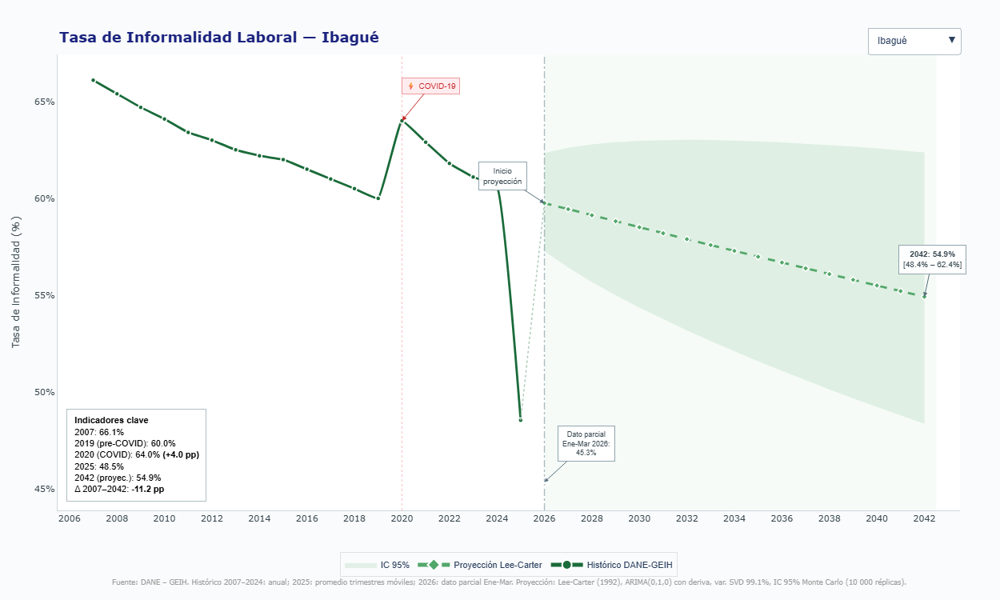 Tasa de Informalidad Laboral — Ibagué
Ibagué ▼
⚡ COVID-19
65%
60%
55%
50%
45%
Tasa de Informalidad (%)
Inicio
proyección
2042: 54.9%
[48.4% – 62.4%]
Dato parcial
Ene-Mar 2026:
45.3%
Indicadores clave
2007: 66.1%
2019 (pre-COVID): 60.0%
2020 (COVID): 64.0% (+4.0 pp)
2025: 48.5%
2042 (proyec.): 54.9%
Δ 2007–2042: -11.2 pp
2006 2008 2010 2012 2014 2016 2018 2020 2022 2024 2026 2028 2030 2032 2034 2036 2038 2040 2042
IC 95% Proyección Lee-Carter Histórico DANE-GEIH
Fuente: DANE – GEIH. Histórico 2007–2024: anual; 2025: promedio trimestres móviles; 2026: dato parcial Ene-Mar. Proyección: Lee-Carter (1992), ARIMA(0,1,0) con deriva, var. SVD 99.1%, IC 95% Monte Carlo (10 000 réplicas).